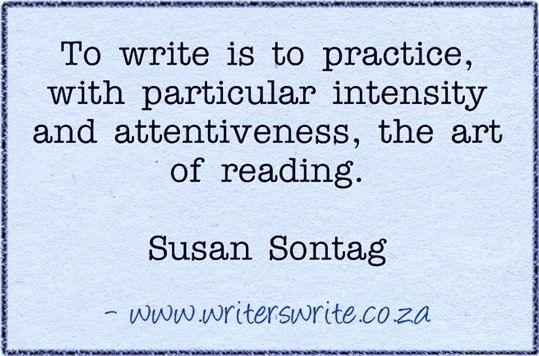 To write is to practice,
with particular intensity
and attentiveness, the art
of reading.
Susan Sontag
- www.writerswrite.co.za